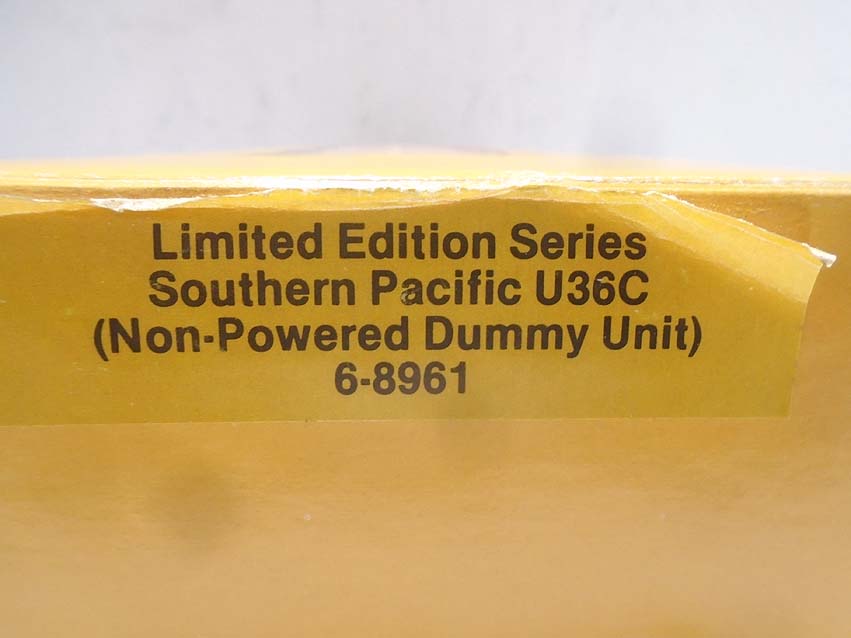 Limited Edition Series
Southern Pacific U36C
(Non-Powered Dummy Unit)
6-8961